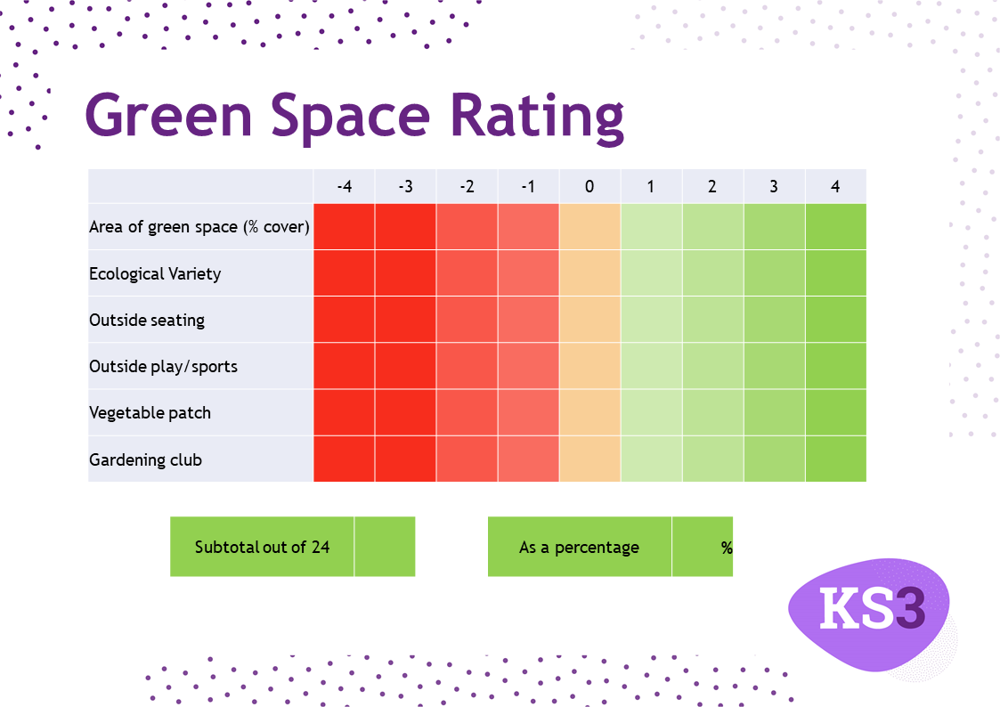 Green Space Rating
-4 -3 -2 -1 0 1 2 3 4
Area of green space (% cover)
Ecological Variety
Outside seating
Outside play/sports
Vegetable patch
Gardening club
Subtotal out of 24
As a percentage %
KS3